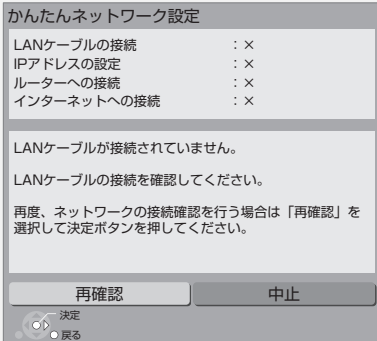 かんたんネットワーク設定
LANケーブルの接続 ：×
IPアドレスの設定 ：×
ルーターへの接続 ：×
インターネットへの接続 ：×
LANケーブルが接続されていません。
LANケーブルの接続を確認してください。
再度、ネットワークの接続確認を行う場合は「再確認」を
選択して決定ボタンを押してください。
再確認 中止
決定
戻る